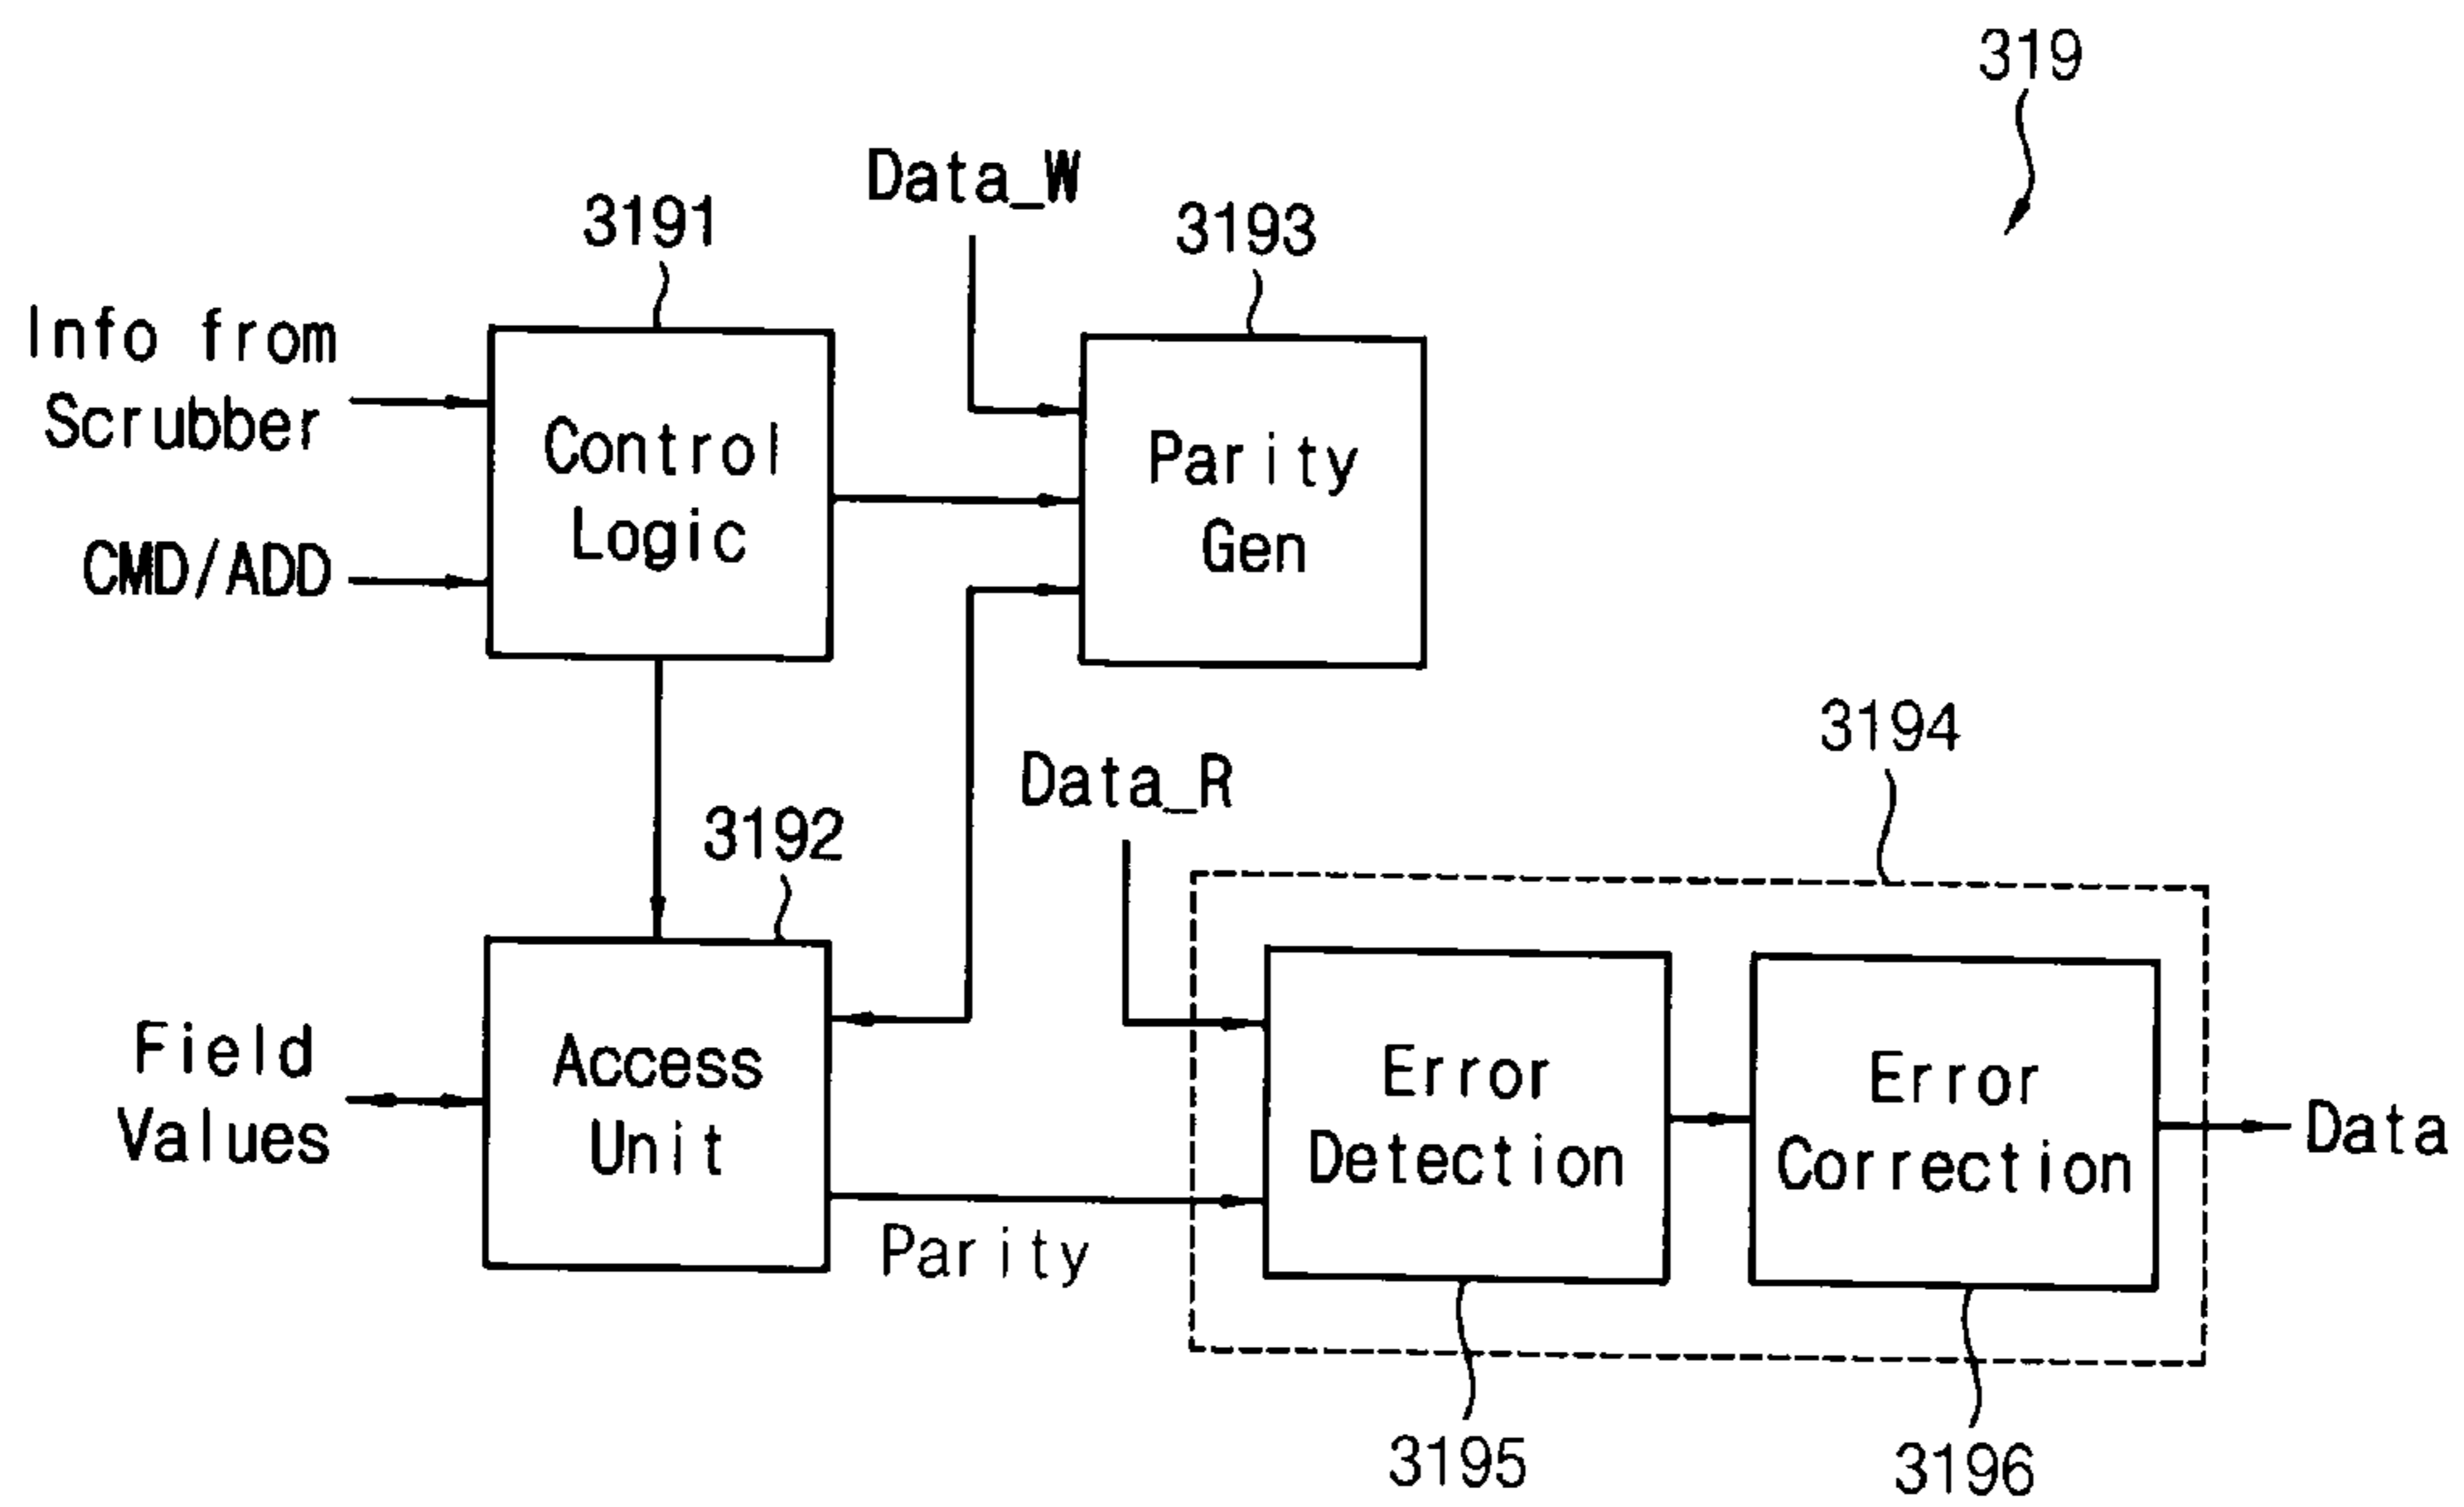 319
Data_W
3191
3193
Info from
Scrubber
Control
Logic
Parity
Gen
CMD/ADD
3194
Data_R
3192
Field
Values
Access
Unit
Error
Detection
Error
Correction
Data
Parity
3195
3196